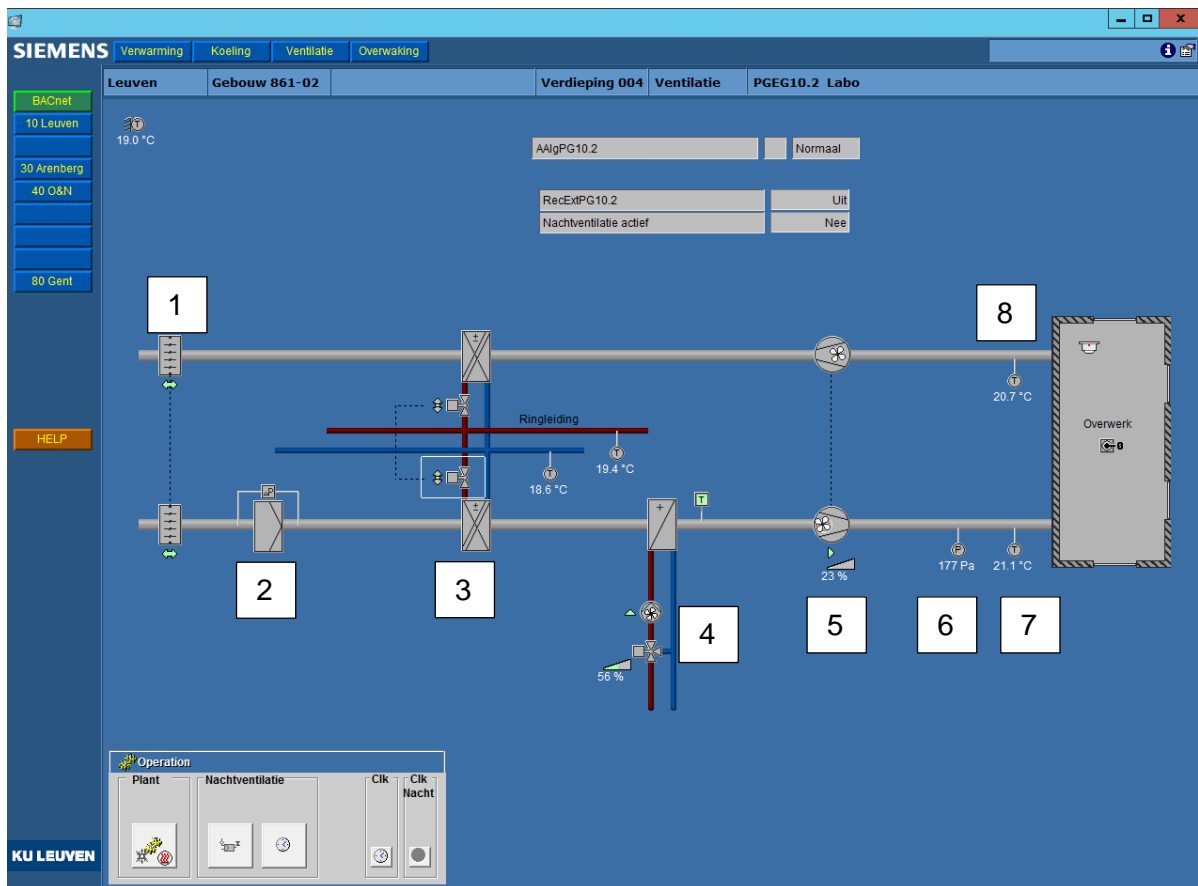 SIEMENS Verwarming Koeling Ventilatie Overwaking
Leuven Gebouw 861-02 Verdieping 004 Ventilatie PGEG10.2 Labo
BACnet
10 Leuven
30 Arenberg
40 O&N
80 Gent
HELP
KU LEUVEN
T
19.0 °C
AAlgPG10.2 Normaal
RecExtPG10.2 Uit
Nachtventilatie actief Nee
1
8
T
20.7 °C
Overwerk
0
Ringleiding
T
19.4 °C
T
18.6 °C
T
2
3
4
56 %
23 %
5
P
177 Pa
6
T
21.1 °C
7
Operation
Plant Nachtventilatie Clk Clk
Nacht